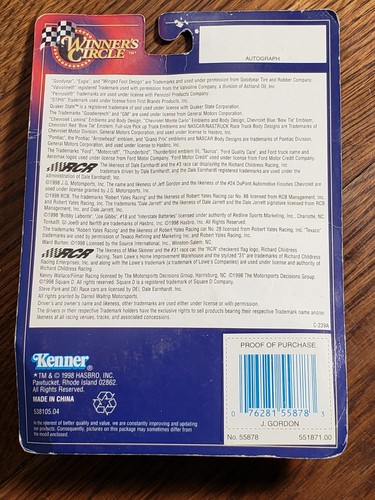 WINNER'S
CIRCLE™
AUTOGRAPH
"Goodyear", "Eagle", and "Winged Foot Design" are Trademarks and used under permission from Goodyear Tire and Rubber Company.
Valvoline® registered Trademark used with permission from the Valvoline Company, a division of Ashland Oil, Inc.
Pennzoil® Trademarks used under license with Pennzoil Products Company.
"STP®" Trademark used under license from First Brands Products, Inc.
Quaker State™ is a registered trademark of and used under license with Quaker State Corporation.
The Trademarks "Goodwrench" and "GM" are used under license from General Motors Corporation.
"Chevrolet Lumina" Emblems and Body Design, "Chevrolet Monte Carlo" Emblems and Body Design, "Chevrolet Blue 'Bow Tie' Emblem,
Chevrolet Red 'Bow Tie' Emblem, Full-size Pick up Truck Emblems and NASCAR/NASTRUCK Race Truck Body Designs are Trademarks of
Chevrolet Motor Division, General Motors Corporation, and used under license to Hasbro, Inc.
"Pontiac", the Pontiac, "Arrowhead" emblem, and "Grand Prix" emblems and NASCAR Body Designs are trademarks of Pontiac Division,
General Motors Corporation, and used under license to Hasbro, Inc.
The Trademarks "Ford", "Motorcraft", "Thunderbird", "Thunderbird emblem III, "Taurus", "Ford Quality Care", and Ford truck name and
Aeromax logos used under license from Ford Motor Company. "Ford Motor Credit" used under license from Ford Motor Credit to Hasbro, Inc.
RCR The likeness of Dale Earnhardt and the #3 race car displaying the Richard Childress Racing, Inc.
trademark driven by Dale Earnhardt, and the Dale Earnhardt registered trademark are used under the
administration of Dale Earnhardt, Inc.
©1998 J.G. Motorsports, Inc. The name and likeness of Jeff Gordon and the likeness of the #24 DuPont Automotive Finishes Chevrolet are
used under license granted by J.G. Motorsports, Inc.
©1998 RCB. The trademarks "Robert Yates Racing" and the likeness of the Robert Yates Racing car No. 88 licensed from RCB Management, Inc.
and Robert Yates Racing, Inc. The trademarks "Dale Jarrett" and the likeness of Dale Jarrett and the Dale Jarrett signature licensed from RCB
Management, Inc. and Dale Jarrett.
©1998 "Bobby Labonte", "Joe Gibbs", #18 and "Interstate Batteries" licensed under authority of Redline Sports Marketing, Inc., Charlotte, NC.
Tonka®, GI Joe® and Nerf® are trademarks of Hasbro, Inc. ©1998 Hasbro, Inc.
The trademarks "Robert Yates Racing" and the likeness of the Robert Yates Racing car No. 28 licensed from Robert Yates Racing, Inc. "Texaco"
trademarks are used by permission of Texaco Refining and Marketing Inc. and Robert Yates Racing, Inc.
Ward Burton: ©1998 Licensed by the Source International, Inc., Winston-Salem, NC.
RCR The likeness of Mike Skinner and the #31 race car, the "RCR" checkered flag logo, Richard Childress
Racing, Team Lowe's Home Improvement Warehouse and the stylized '31' are trademarks of Richard Childress
Racing Enterprises, Inc. and along with the Lowe's trademark (a trademark of Lowe's Companies) are used under license and authority of
Richard Childress Racing.
Kenny Wallace/Filmar Racing licensed by The Motorsports Decisions Group, Harrisburg, NC ©1998 The Motorsports Decisions Group.
©1998 Square D. All rights reserved. Square D is a registered trademark of Square D Company.
Steve Park and DEI Race cars are licensed by DEI; Dale Earnhardt, Inc.
All rights granted by Darrell Waltrip Motorsports.
Driver's and owner's name and likeness, other trademarks are used either under license or with permission.
The drivers or their respective Trademark holders have the exclusive rights to sell products bearing their respective Trademark name and/or
likeness at all racing venues, tracks, and associated concessions.
C-239A
Kenner
®
*TM & © 1998 HASBRO, INC.
Pawtucket, Rhode Island 02862.
All Rights Reserved.
MADE IN CHINA
538105.04
In the interest of better quality and value, we are constantly improving and updating
our products. Consequently, pictures on this package may sometimes differ from
the model enclosed.
PROOF OF PURCHASE
0 76281 55878 3
J. GORDON
No. 55878 551871.00